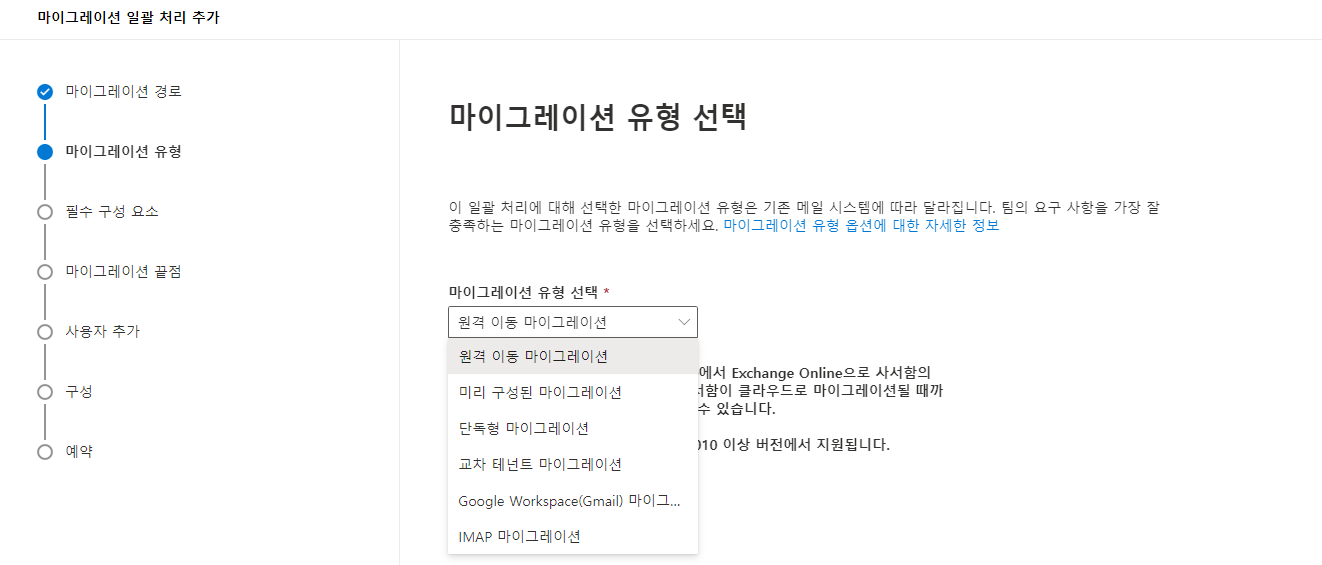 마이그레이션 일괄 처리 추가
마이그레이션 경로
마이그레이션 유형
필수 구성 요소
마이그레이션 끝점
사용자 추가
구성
예약
마이그레이션 유형 선택
이 일괄 처리에 대해 선택한 마이그레이션 유형은 기존 메일 시스템에 따라 달라집니다. 팀의 요구 사항을 가장 잘
충족하는 마이그레이션 유형을 선택하세요. 마이그레이션 유형 옵션에 대한 자세한 정보
마이그레이션 유형 선택 *
원격 이동 마이그레이션
원격 이동 마이그레이션
미리 구성된 마이그레이션
단독형 마이그레이션
교차 테넌트 마이그레이션
Google Workspace(Gmail) 마이그...
IMAP 마이그레이션
에서 Exchange Online으로 사서함의
서함이 클라우드로 마이그레이션될 때까
수 있습니다.
010 이상 버전에서 지원됩니다.